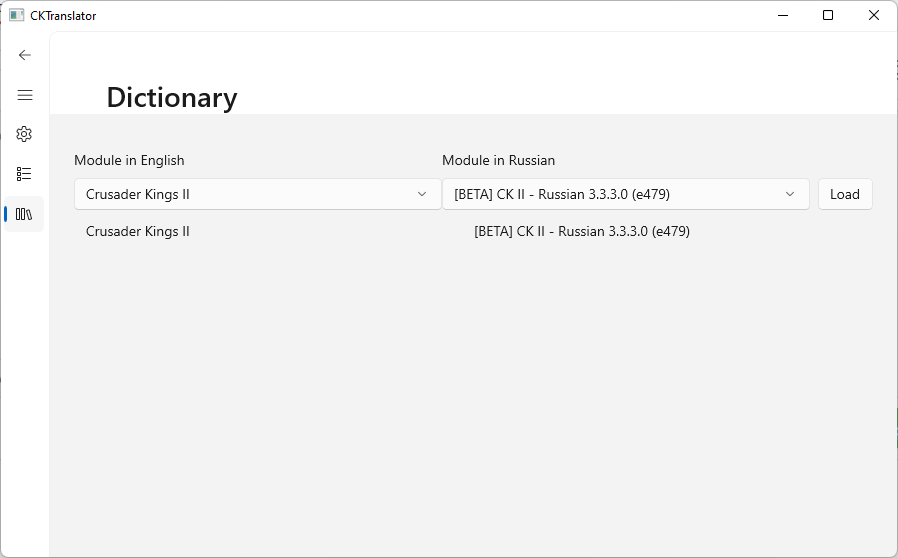 CKTranslator
Dictionary
Module in English
Module in Russian
Crusader Kings II
[BETA] CK II - Russian 3.3.3.0 (e479)
Load
Crusader Kings II
[BETA] CK II - Russian 3.3.3.0 (e479)